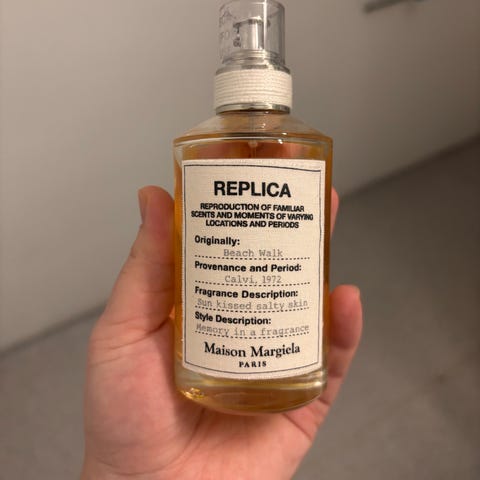 REPLICA
REPRODUCTION OF FAMILIAR
SCENTS AND MOMENTS OF VARYING
LOCATIONS AND PERIODS
Originally:
Beach Walk
Provenance and Period:
Calvi, 1972
Fragrance Description:
Sun kissed salty skin
Style Description:
Memory in a fragrance
Maison Margiela
PARIS